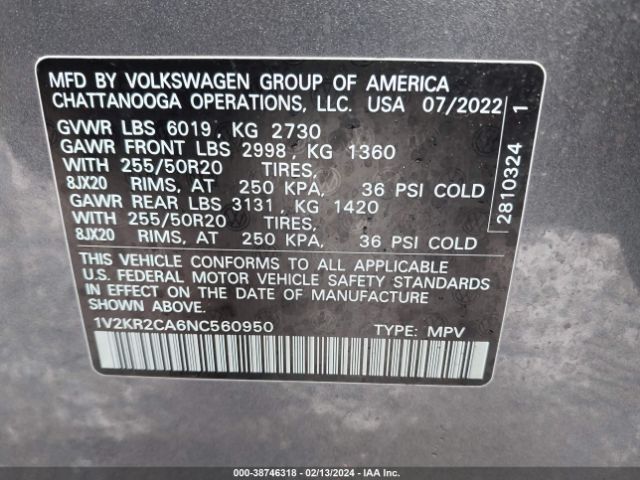 MFD BY VOLKSWAGEN GROUP OF AMERICA
CHATTANOOGA OPERATIONS, LLC. USA 07/2022
GVWR LBS 6019, KG 2730
GAWR FRONT LBS 2998, KG 1360
WITH 255/50R20 TIRES,
8JX20 RIMS, AT 250 KPA, 36 PSI COLD
GAWR REAR LBS 3131, KG 1420
WITH 255/50R20 TIRES,
8JX20 RIMS, AT 250 KPA, 36 PSI COLD
THIS VEHICLE CONFORMS TO ALL APPLICABLE
U.S. FEDERAL MOTOR VEHICLE SAFETY STANDARDS
IN EFFECT ON THE DATE OF MANUFACTURE
SHOWN ABOVE.
1V2KR2CA6NC560950 TYPE: MPV
2810324 1
000-38746318 - 02/13/2024 - IAA Inc.